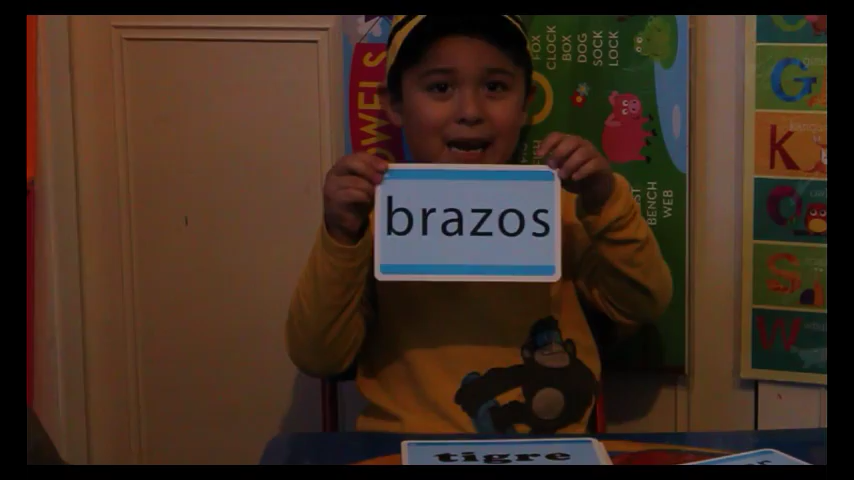 FOX
CLOCK
BOX
DOG
SOCK
LOCK
brazos
BENCH
WEB
G
K
S
W
tigre